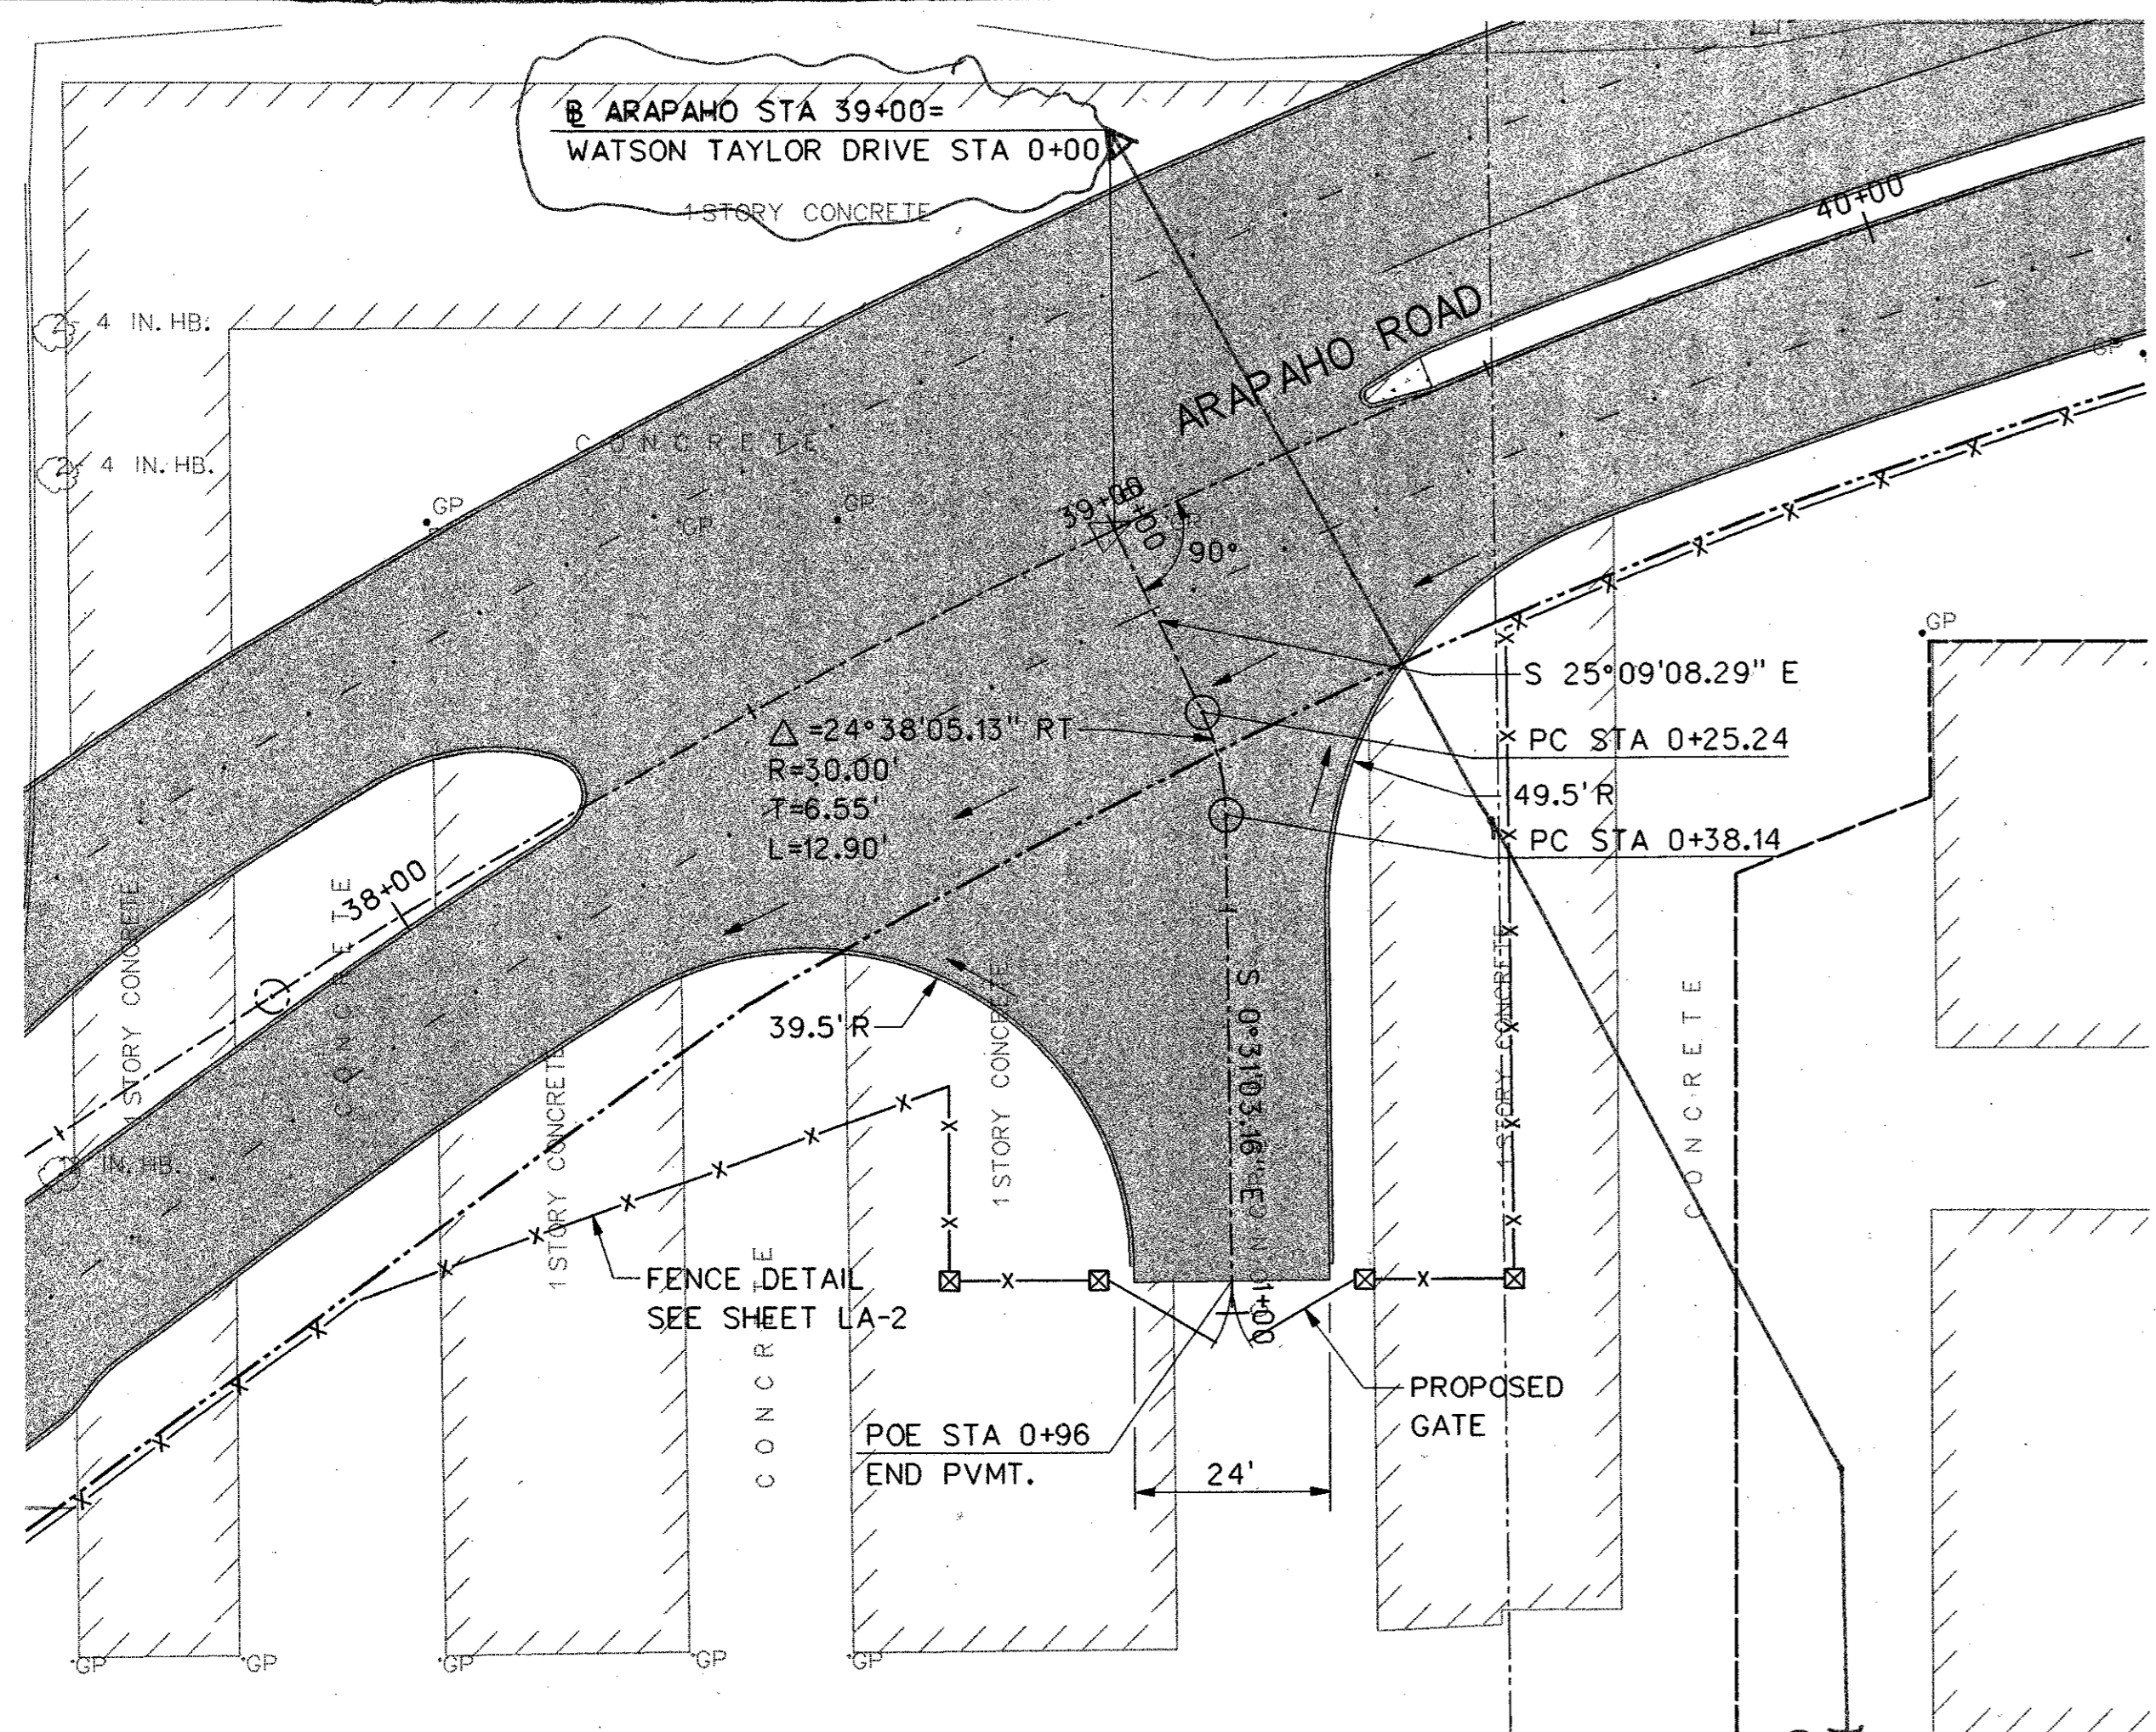 ℄ ARAPAHO STA 39+00=
WATSON TAYLOR DRIVE STA 0+00
1 STORY CONCRETE
40+00
2- 4 IN. HB.
ARAPAHO ROAD
GP
CONCRETE
2- 4 IN. HB.
GP
GP
GP
39+00
0+00
90°
GP
S 25°09'08.29" E
△ =24°38'05.13" RT
R=30.00'
T=6.55'
L=12.90'
PC STA 0+25.24
49.5'R
PC STA 0+38.14
38+00
1 STORY CONCRETE
CONCRETE
1 STORY CONCRETE
1 STORY CONCRETE
S 0°31'03.16" E
1 STORY CONCRETE
CONCRETE
39.5'R
IN. HB.
FENCE DETAIL
SEE SHEET LA-2
CONCRETE
1+00
PROPOSED
GATE
POE STA 0+96
END PVMT.
24'
GP
GP
GP
GP
GP